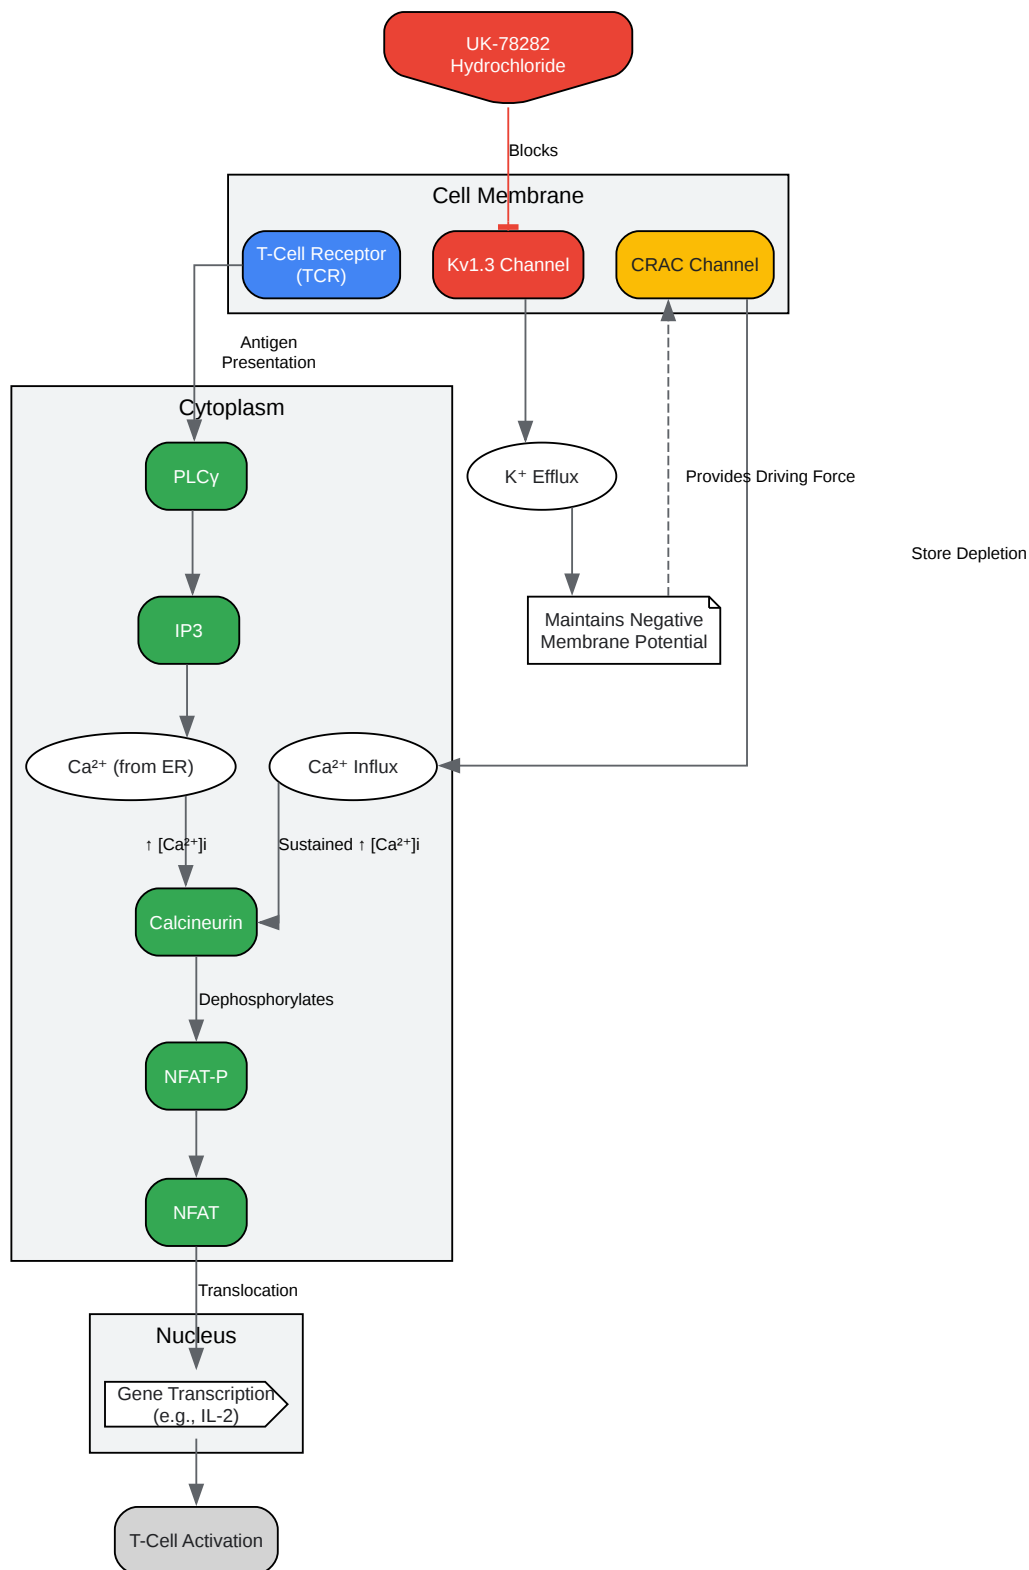 UK-78282
Hydrochloride
Blocks
Cell Membrane
T-Cell Receptor
(TCR)
Kv1.3 Channel
CRAC Channel
Antigen
Presentation
Cytoplasm
PLCγ
K⁺ Efflux
Provides Driving Force
Store Depletion
IP3
Maintains Negative
Membrane Potential
Ca²⁺ (from ER)
Ca²⁺ Influx
↑ [Ca²⁺]i
Sustained ↑ [Ca²⁺]i
Calcineurin
Dephosphorylates
NFAT-P
NFAT
Translocation
Nucleus
Gene Transcription
(e.g., IL-2)
T-Cell Activation